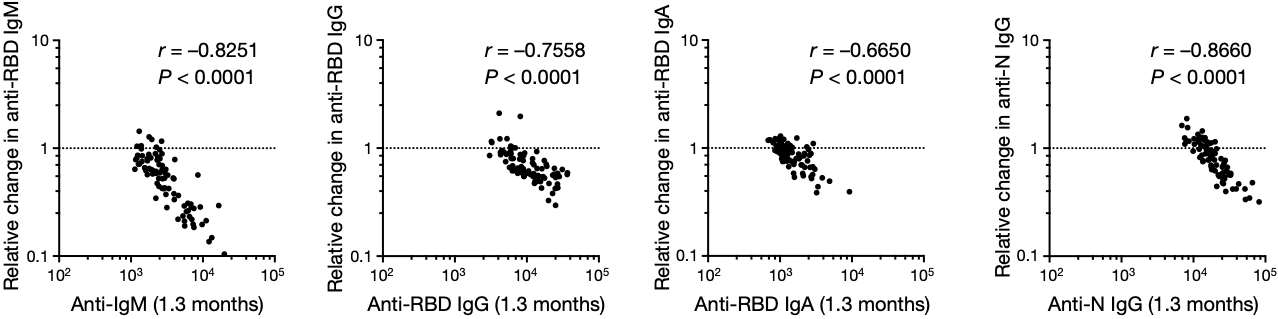 Relative change in anti-RBD IgM
10
1
0.1
r = –0.8251
P < 0.0001
10² 10³ 10⁴ 10⁵
Anti-IgM (1.3 months)
Relative change in anti-RBD IgG
10
1
0.1
r = –0.7558
P < 0.0001
10² 10³ 10⁴ 10⁵
Anti-RBD IgG (1.3 months)
Relative change in anti-RBD IgA
10
1
0.1
r = –0.6650
P < 0.0001
10² 10³ 10⁴ 10⁵
Anti-RBD IgA (1.3 months)
Relative change in anti-N IgG
10
1
0.1
r = –0.8660
P < 0.0001
10² 10³ 10⁴ 10⁵
Anti-N IgG (1.3 months)